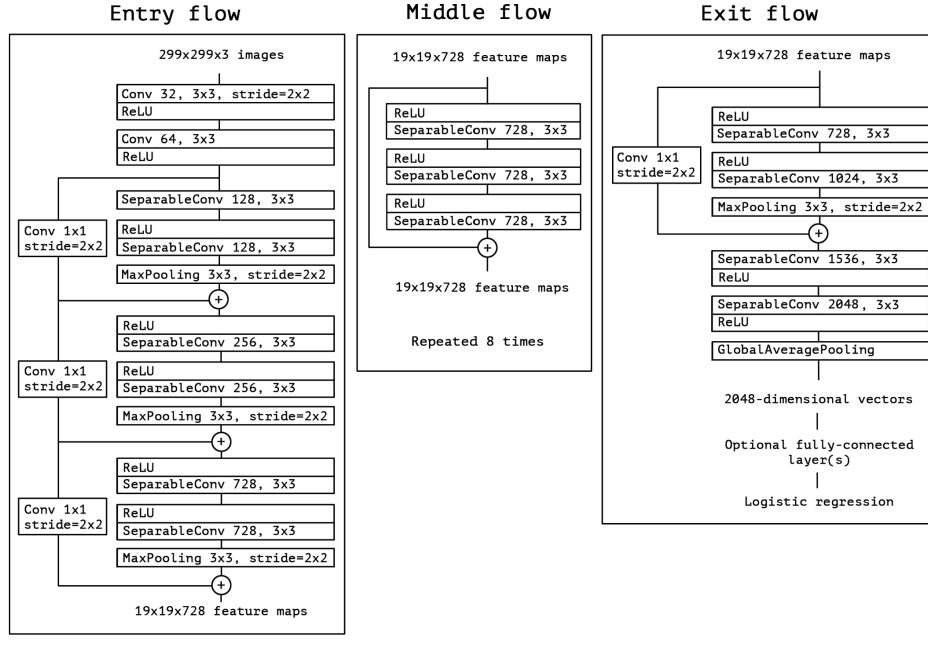 Entry flow
299x299x3 images
Conv 32, 3x3, stride=2x2
ReLU
Conv 64, 3x3
ReLU
SeparableConv 128, 3x3
Conv 1x1
stride=2x2
ReLU
SeparableConv 128, 3x3
MaxPooling 3x3, stride=2x2
+
ReLU
SeparableConv 256, 3x3
Conv 1x1
stride=2x2
ReLU
SeparableConv 256, 3x3
MaxPooling 3x3, stride=2x2
+
ReLU
SeparableConv 728, 3x3
Conv 1x1
stride=2x2
ReLU
SeparableConv 728, 3x3
MaxPooling 3x3, stride=2x2
+
19x19x728 feature maps
Middle flow
19x19x728 feature maps
ReLU
SeparableConv 728, 3x3
ReLU
SeparableConv 728, 3x3
ReLU
SeparableConv 728, 3x3
+
19x19x728 feature maps
Repeated 8 times
Exit flow
19x19x728 feature maps
ReLU
SeparableConv 728, 3x3
Conv 1x1
stride=2x2
ReLU
SeparableConv 1024, 3x3
MaxPooling 3x3, stride=2x2
+
SeparableConv 1536, 3x3
ReLU
SeparableConv 2048, 3x3
ReLU
GlobalAveragePooling
2048-dimensional vectors
Optional fully-connected
layer(s)
Logistic regression